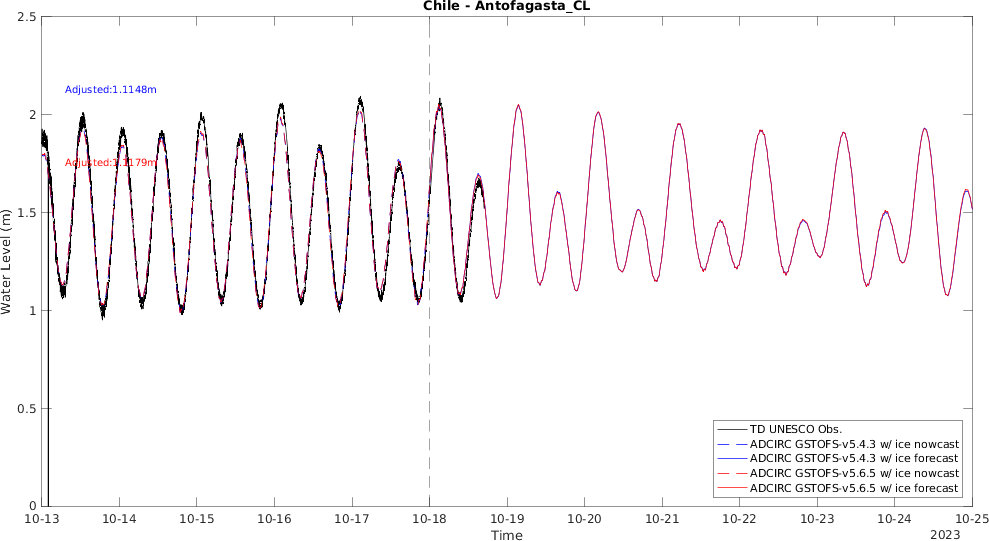 Chile - Antofagasta_CL
2.5
2
1.5
1
0.5
0
Water Level (m)
Adjusted:1.1148m
Adjusted:1.1179m
TD UNESCO Obs.
ADCIRC GSTOFS-v5.4.3 w/ ice nowcast
ADCIRC GSTOFS-v5.4.3 w/ ice forecast
ADCIRC GSTOFS-v5.6.5 w/ ice nowcast
ADCIRC GSTOFS-v5.6.5 w/ ice forecast
10-13 10-14 10-15 10-16 10-17 10-18 10-19 10-20 10-21 10-22 10-23 10-24 10-25
Time
2023